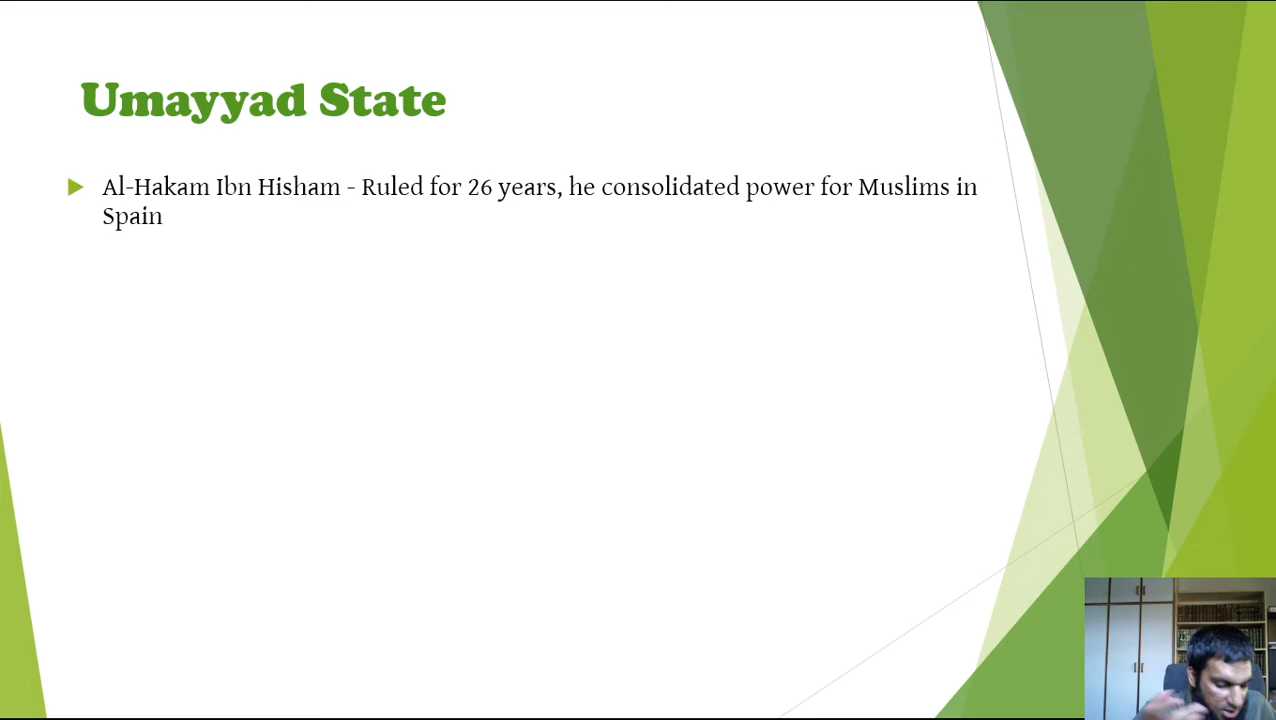 Umayyad State
Al-Hakam Ibn Hisham - Ruled for 26 years, he consolidated power for Muslims in
Spain